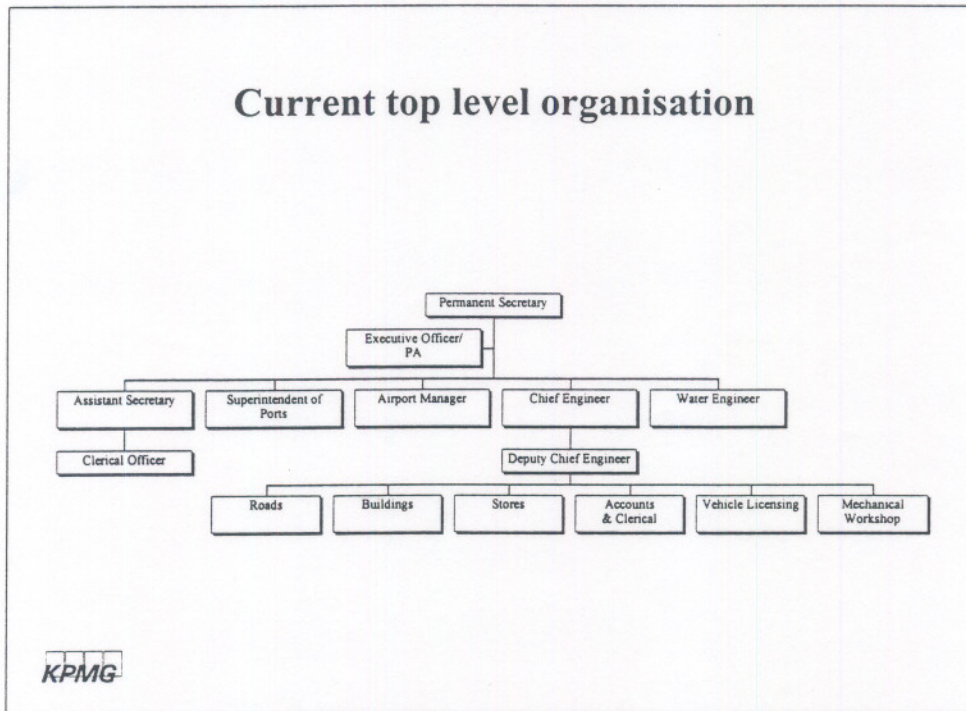 Current top level organisation
Permanent Secretary
Executive Officer/
PA
Assistant Secretary
Superintendent of
Ports
Airport Manager
Chief Engineer
Water Engineer
Clerical Officer
Deputy Chief Engineer
Roads
Buildings
Stores
Accounts
& Clerical
Vehicle Licensing
Mechanical
Workshop
KPMG